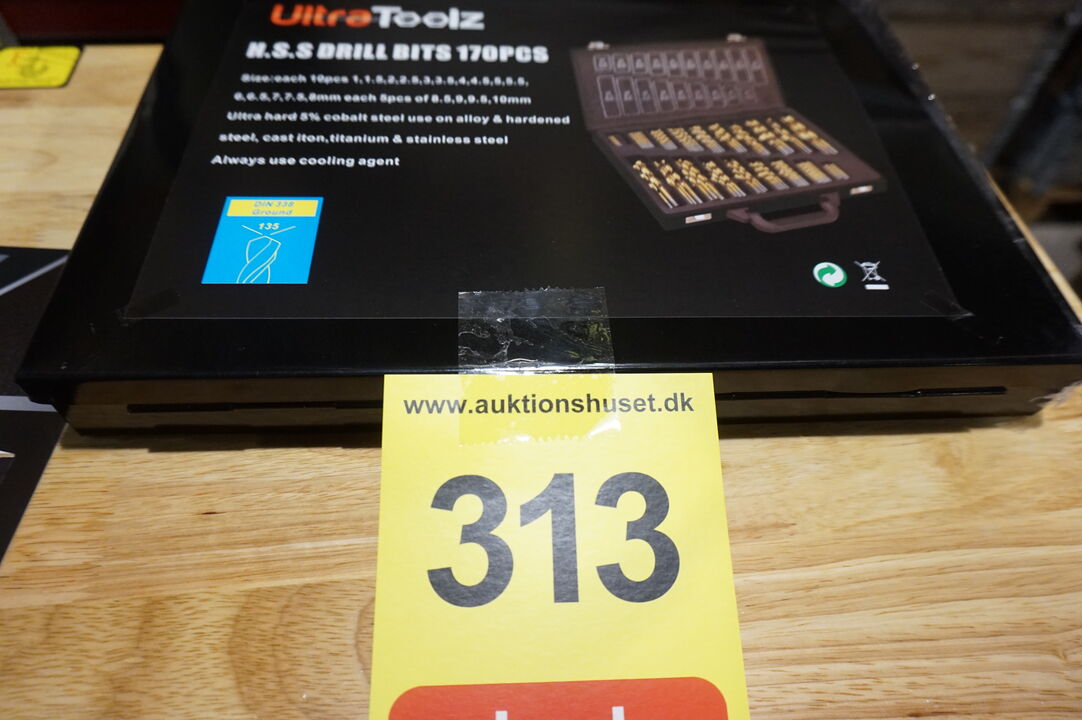 UltraToolz
H.S.S DRILL BITS 170PCS
Size:each 10pcs 1,1.5,2,2.5,3,3.5,4,4.5,5,5.5,
6,6.5,7,7.5,8mm each 5pcs of 8.5,9,9.5,10mm
Ultra hard 5% cobalt steel use on alloy & hardened
steel, cast iton,titanium & stainless steel
Always use cooling agent
DIN 338
Ground
135
www.auktionshuset.dk
313